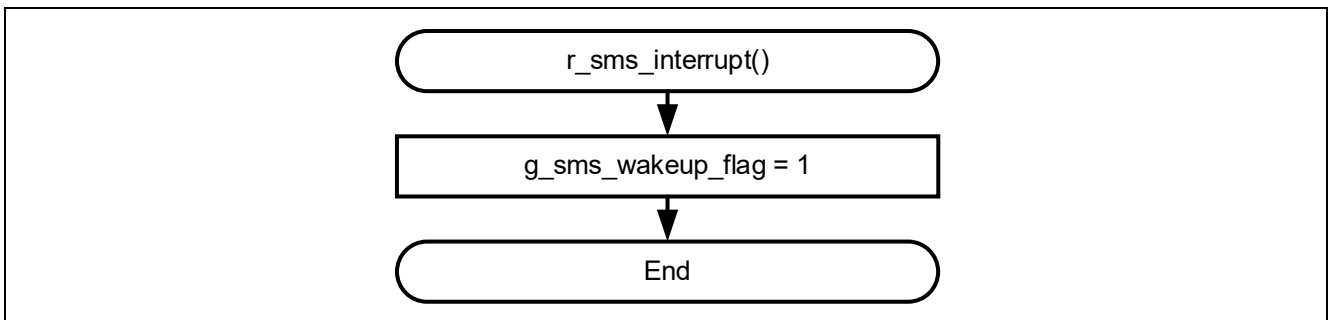 r_sms_interrupt()
g_sms_wakeup_flag = 1
End